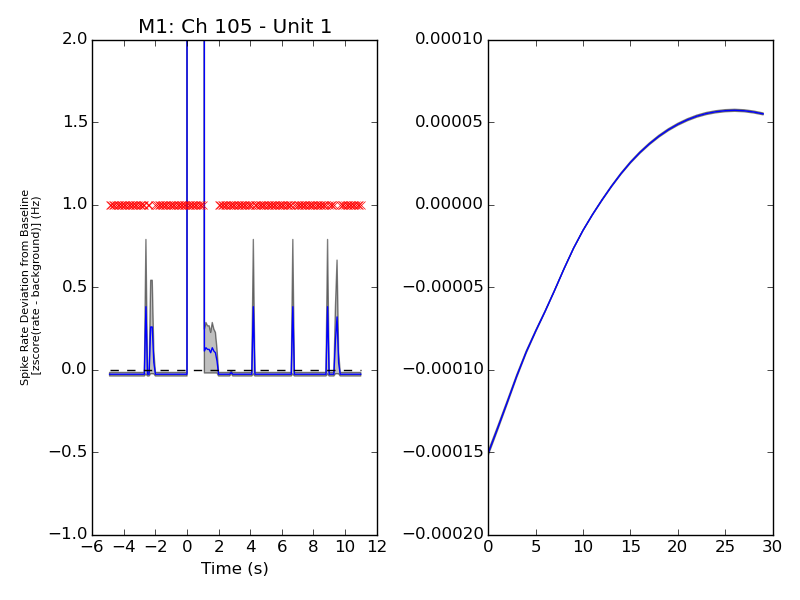 M1: Ch 105 - Unit 1
2.0
1.5
1.0
0.5
0.0
−0.5
−1.0
−6 −4 −2 0 2 4 6 8 10 12
Time (s)
Spike Rate Deviation from Baseline
[zscore(rate - background)] (Hz)
0.00010
0.00005
0.00000
−0.00005
−0.00010
−0.00015
−0.00020
0 5 10 15 20 25 30